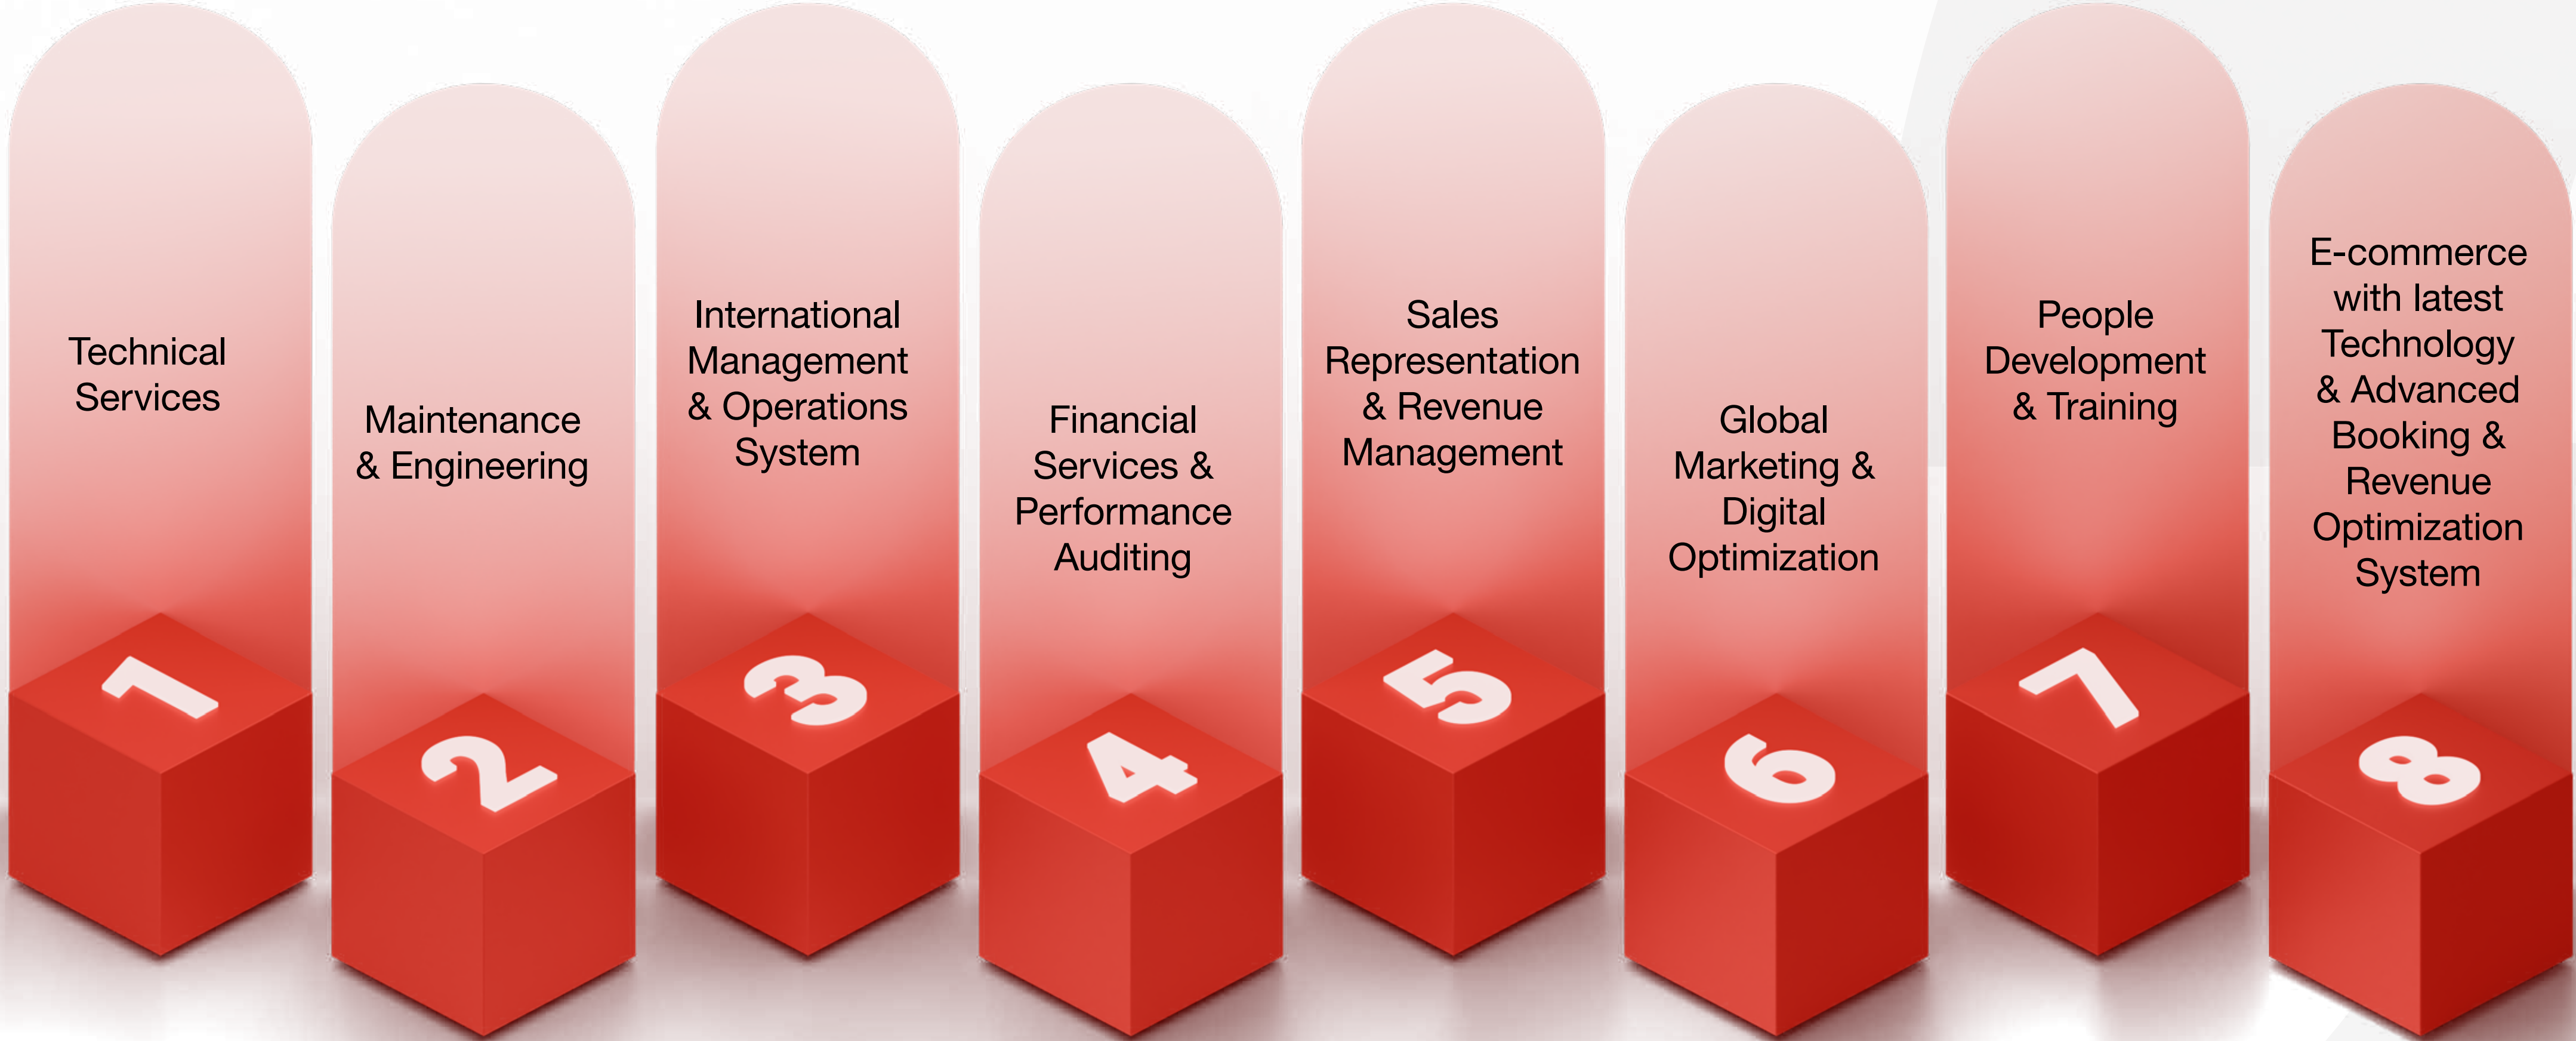 Technical
Services
1
Maintenance
& Engineering
2
International
Management
& Operations
System
3
Financial
Services &
Performance
Auditing
4
Sales
Representation
& Revenue
Management
5
Global
Marketing &
Digital
Optimization
6
People
Development
& Training
7
E-commerce
with latest
Technology
& Advanced
Booking &
Revenue
Optimization
System
8